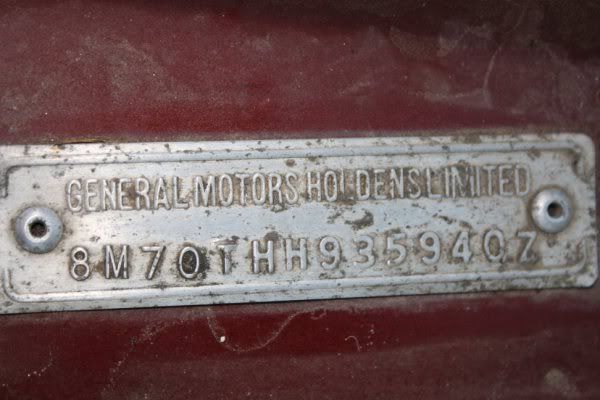 GENERAL MOTORS HOLDENS LIMITED
8M70THH935940Z